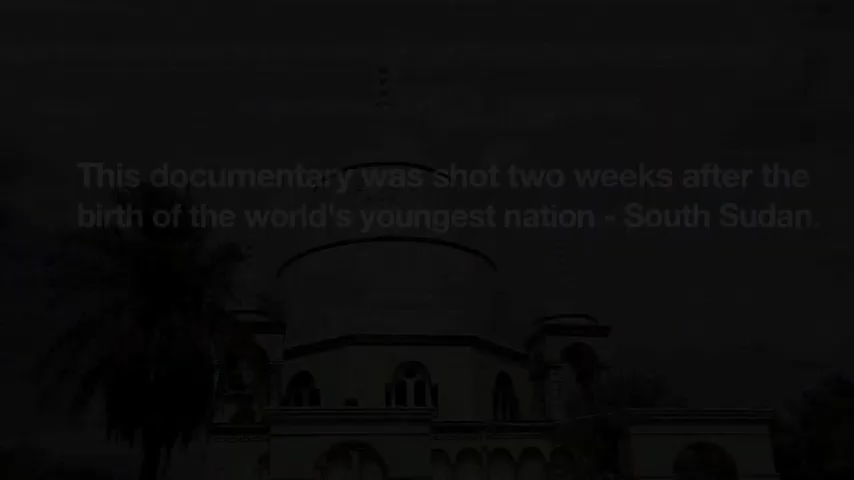 This documentary was shot two weeks after the
birth of the world's youngest nation - South Sudan.